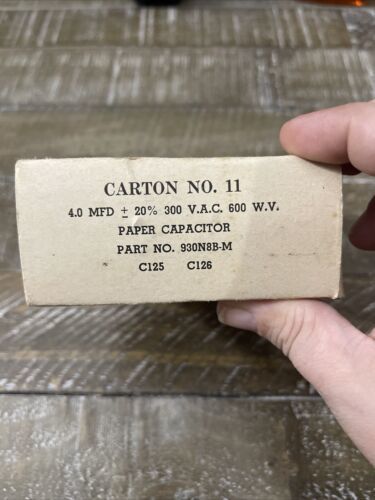 CARTON NO. 11
4.0 MFD ± 20% 300 V.A.C. 600 W.V.
PAPER CAPACITOR
PART NO. 930N8B-M
C125 C126